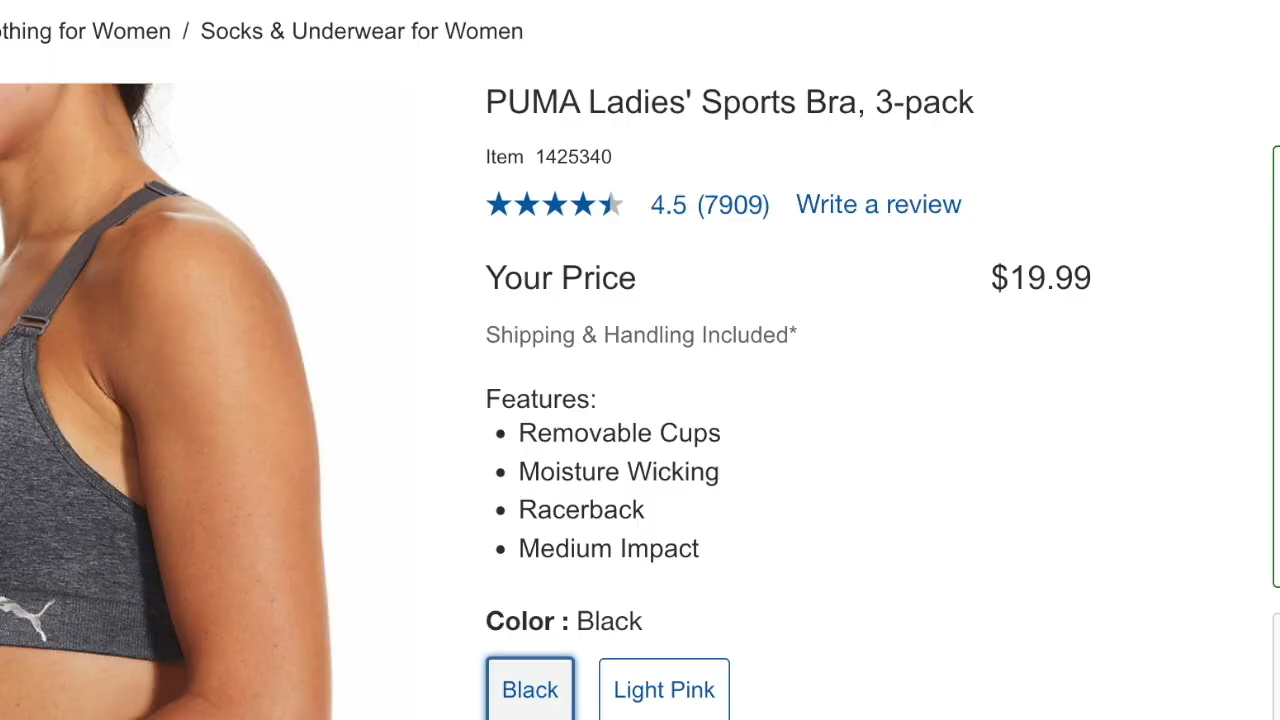 Clothing for Women / Socks & Underwear for Women
PUMA Ladies' Sports Bra, 3-pack
Item 1425340
4.5 (7909) Write a review
Your Price $19.99
Shipping & Handling Included*
Features:
• Removable Cups
• Moisture Wicking
• Racerback
• Medium Impact
Color : Black
Black Light Pink